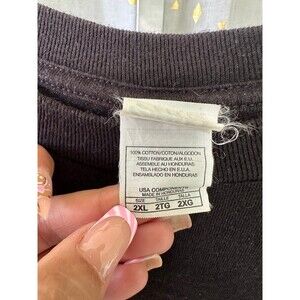 100% COTTON/COTON/ALGODON
TISSU FABRIQUE AUX E.U.
ASSEMBLE AU HONDURAS
TELA HECHO EN E.U.
ENSAMBLADO EN HONDURAS
USA COMPONENTS
MADE IN HONDURAS
SIZE TAILLE TALLA
2XL 2TG 2XG